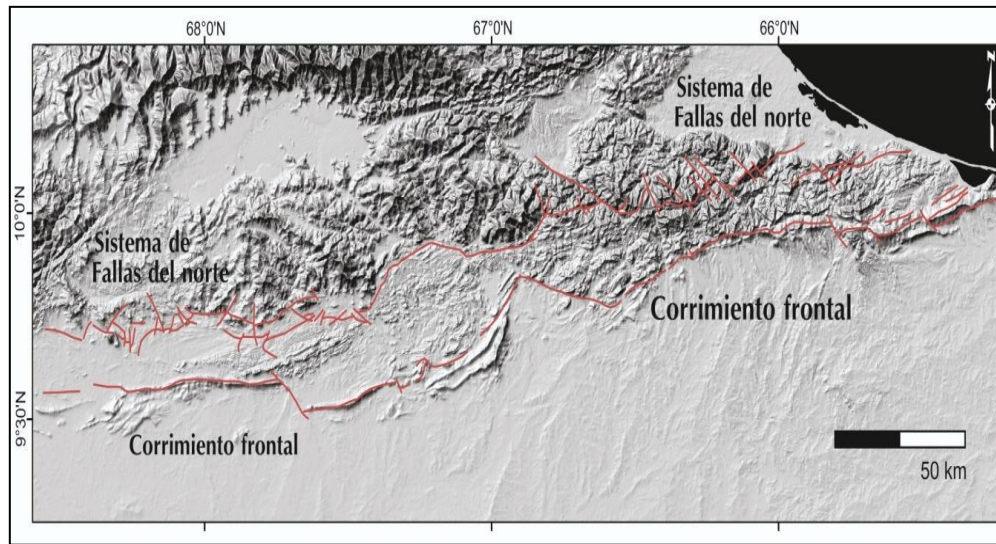 68°0'N
67°0'N
66°0'N
N
Sistema de
Fallas del norte
10°0'N
Sistema de
Fallas del norte
Corrimiento frontal
9°30'N
Corrimiento frontal
50 km